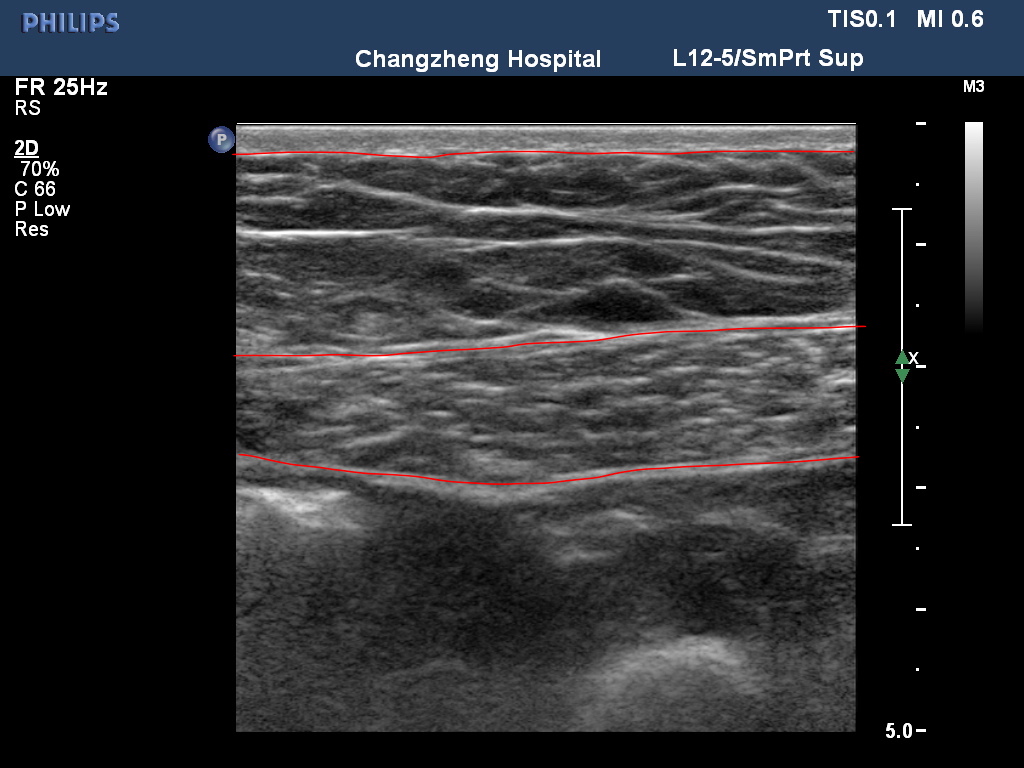 PHILIPS
TIS0.1 MI 0.6
Changzheng Hospital L12-5/SmPrt Sup
FR 25Hz
RS
M3
P
2D
70%
C 66
P Low
Res
X
5.0